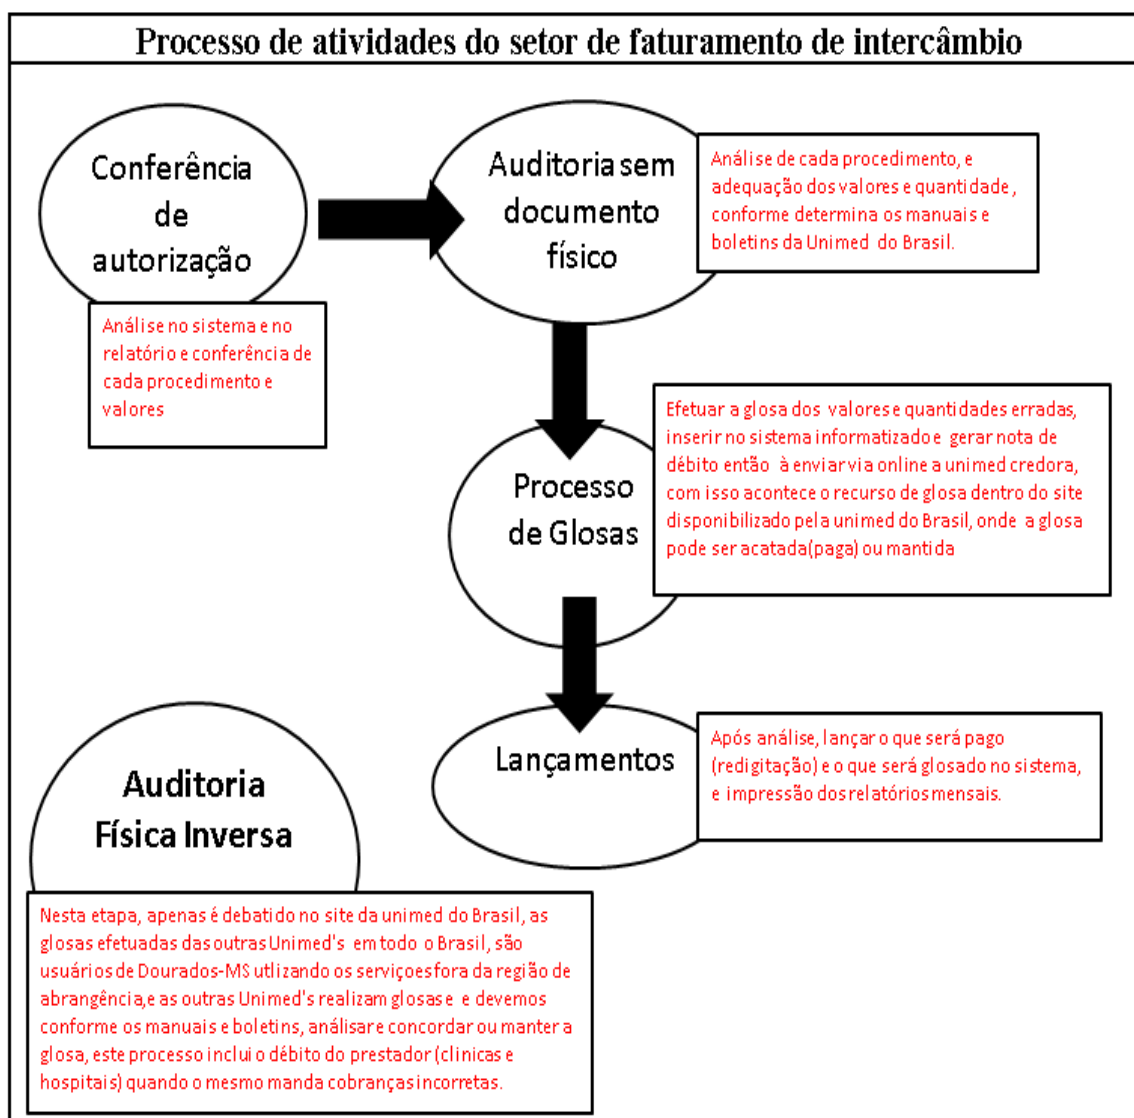 Processo de atividades do setor de faturamento de intercâmbio
Conferência
de
autorização
Análise no sistema e no
relatório e conferência de
cada procedimento e
valores
Auditoria sem
documento
físico
Análise de cada procedimento, e
adequação dos valores e quantidade,
conforme determina os manuais e
boletins da Unimed do Brasil.
Processo
de Glosas
Efetuar a glosa dos valores e quantidades erradas,
inserir no sistema informatizado e gerar nota de
débito então à enviar via online a unimed credora,
com isso acontece o recurso de glosa dentro do site
disponibilizado pela unimed do Brasil, onde a glosa
pode ser acatada(paga) ou mantida
Lançamentos
Após análise, lançar o que será pago
(redigitação) e o que será glosado no sistema,
e impressão dos relatórios mensais.
Auditoria
Física Inversa
Nesta etapa, apenas é debatido no site da unimed do Brasil, as
glosas efetuadas das outras Unimed's em todo o Brasil, são
usuários de Dourados-MS utlizando os serviços fora da região de
abrangência,e as outras Unimed's realizam glosas e e devemos
conforme os manuais e boletins, análisar e concordar ou manter a
glosa, este processo inclui o débito do prestador (clinicas e
hospitais) quando o mesmo manda cobranças incorretas.